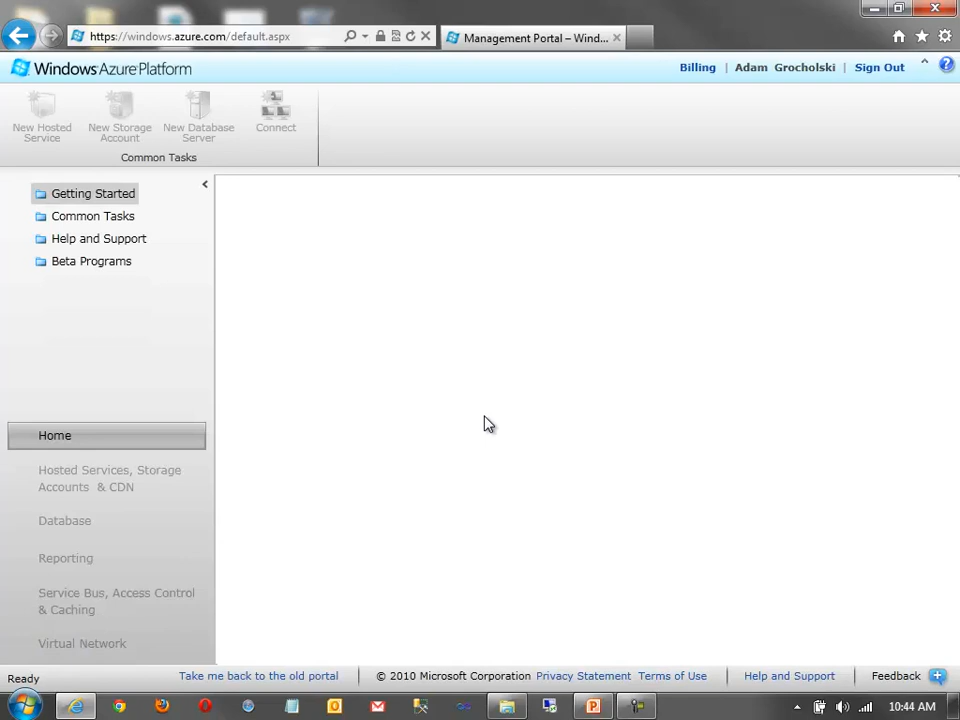 https://windows.azure.com/default.aspx
Management Portal – Wind...
WindowsAzurePlatform
Billing
Adam Grocholski
Sign Out
New Hosted Service
New Storage Account
New Database Server
Connect
Common Tasks
Getting Started
Common Tasks
Help and Support
Beta Programs
Home
Hosted Services, Storage
Accounts & CDN
Database
Reporting
Service Bus, Access Control
& Caching
Virtual Network
Ready
Take me back to the old portal
© 2010 Microsoft Corporation
Privacy Statement
Terms of Use
Help and Support
Feedback
10:44 AM